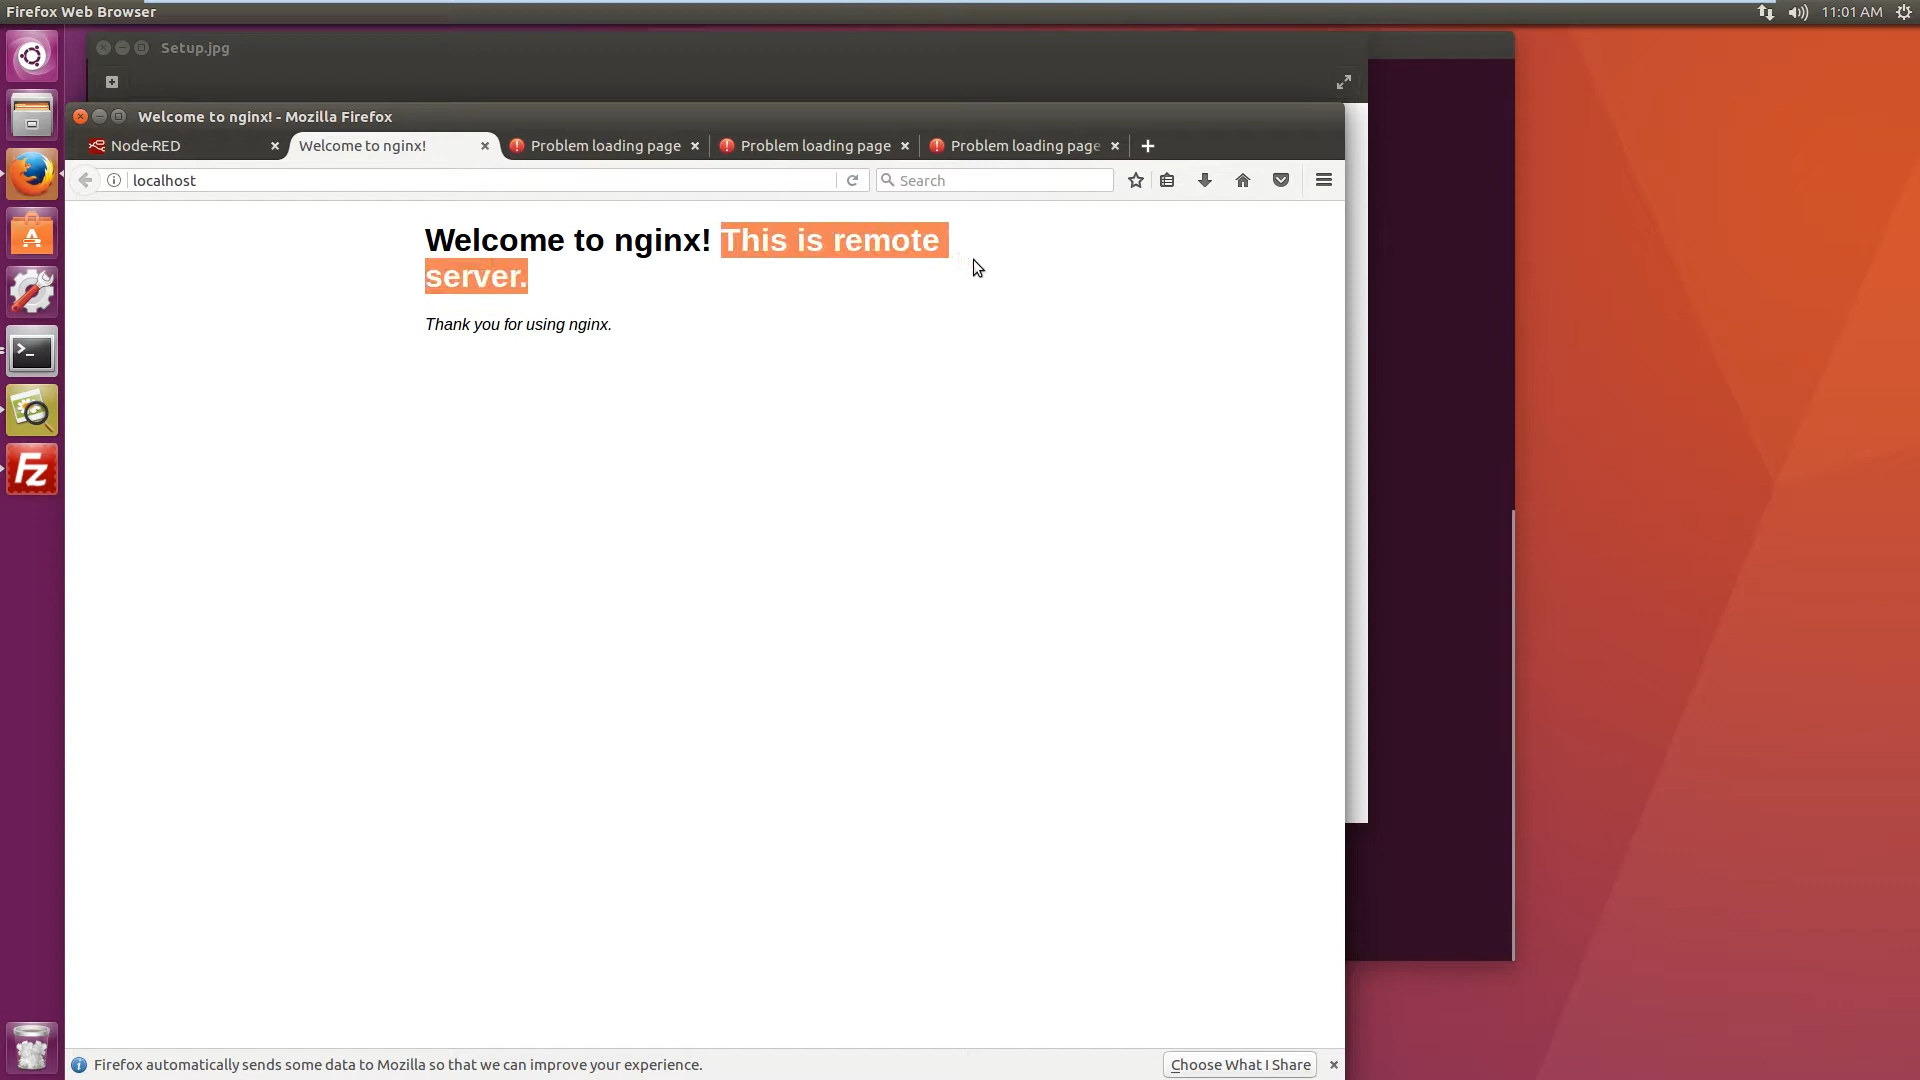 Firefox Web Browser
11:01 AM
Setup.jpg
Welcome to nginx! - Mozilla Firefox
Node-RED
Welcome to nginx!
Problem loading page
Problem loading page
Problem loading page
localhost
Search
Welcome to nginx! This is remote
server.
Thank you for using nginx.
Firefox automatically sends some data to Mozilla so that we can improve your experience.
Choose What I Share